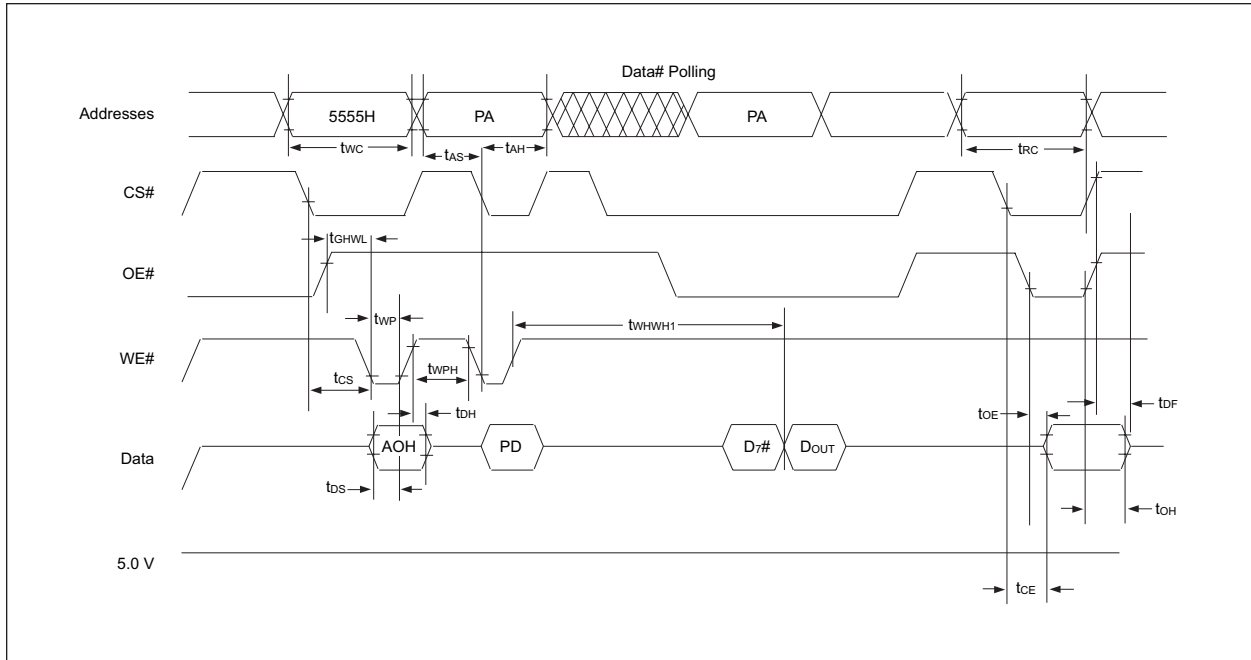 Data# Polling
Addresses
5555H
PA
PA
tWC
tAS
tAH
tRC
CS#
tGHWL
OE#
tWP
tWHWH1
WE#
tCS
tWPH
tDH
tOE
tDF
Data
AOH
PD
D7#
DOUT
tDS
tOH
5.0 V
tCE